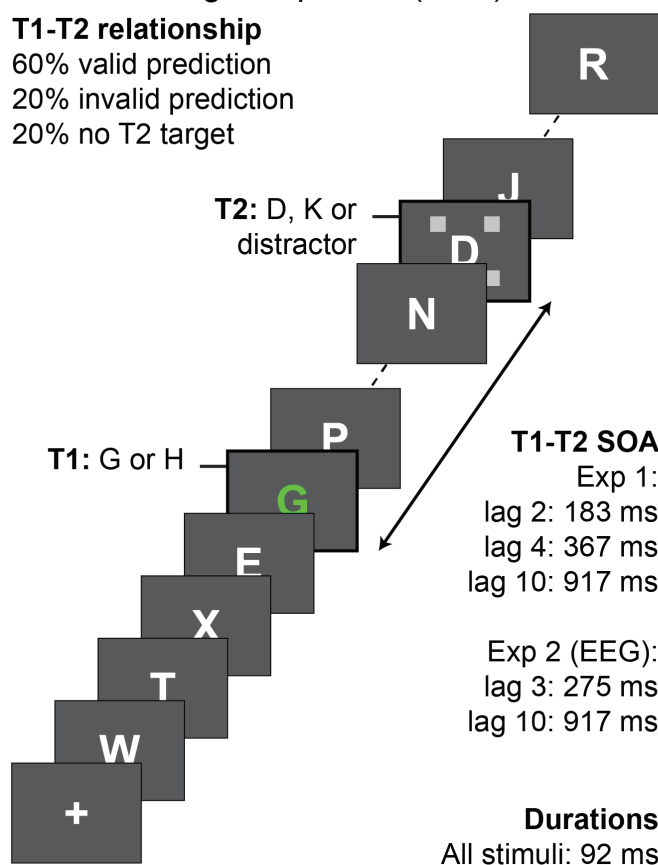 T1-T2 relationship
60% valid prediction
20% invalid prediction
20% no T2 target
R
J
T2: D, K or
distractor
D
N
P
T1: G or H
G
E
X
T
W
+
T1-T2 SOA
Exp 1:
lag 2: 183 ms
lag 4: 367 ms
lag 10: 917 ms
Exp 2 (EEG):
lag 3: 275 ms
lag 10: 917 ms
Durations
All stimuli: 92 ms